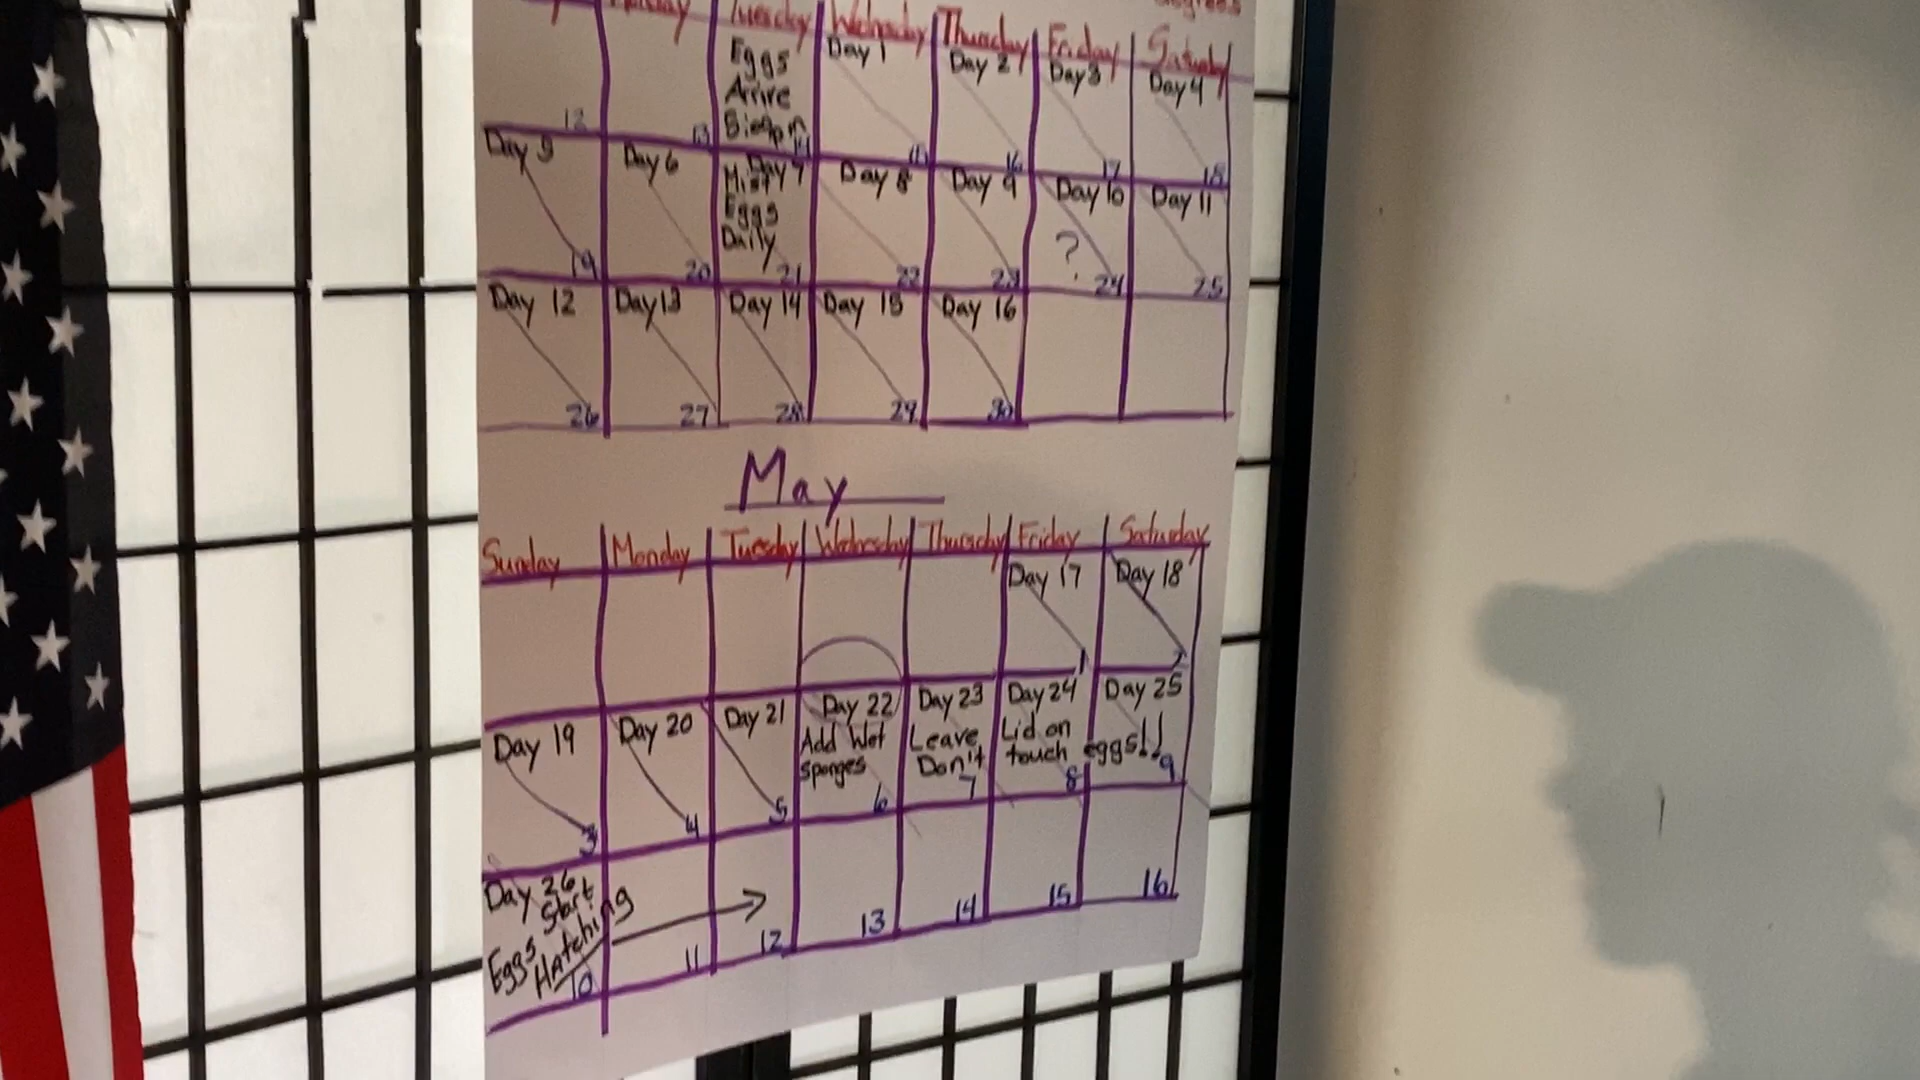 Tuesday Wednesday Thursday Friday Saturday
Eggs Day 1 Day 2 Day 3 Day 4
Arrive
12 13 14 16 17 18
Day 5 Day 6 Day 7 Day 8 Day 9 Day 10 Day 11
Mist
Eggs
Daily ?
19 20 21 22 23 24 25
Day 12 Day 13 Day 14 Day 15 Day 16
26 27 28 29 30
May
Sunday Monday Tuesday Wednesday Thursday Friday Saturday
Day 17 Day 18
1 2
Day 19 Day 20 Day 21 Day 22 Day 23 Day 24 Day 25
Add Wet Leave Lid on
sponges Don't touch eggs!!
3 4 5 6 7 8 9
Day 26
Start
Eggs Hatching
10 11 12 13 14 15 16